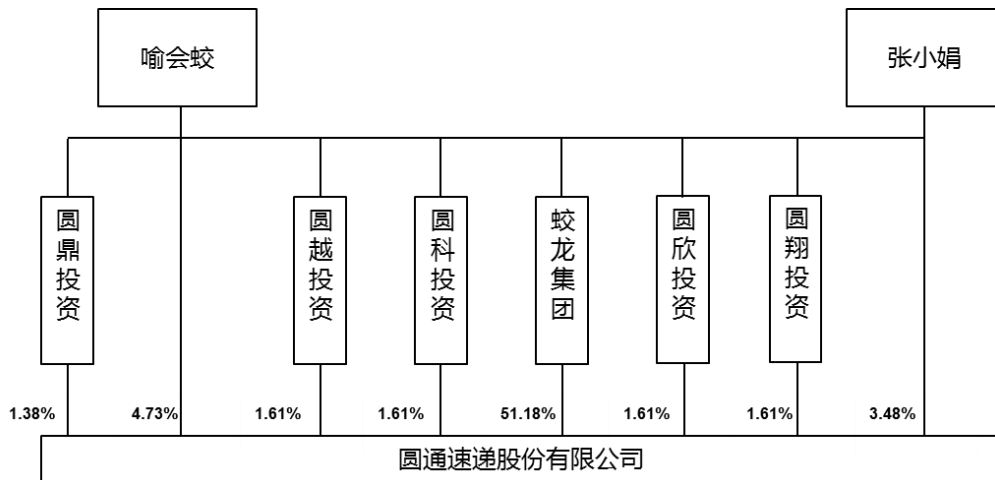 喻会蛟
张小娟
圆鼎投资
圆越投资
圆科投资
蛟龙集团
圆欣投资
圆翔投资
1.38%
4.73%
1.61%
1.61%
51.18%
1.61%
1.61%
3.48%
圆通速递股份有限公司